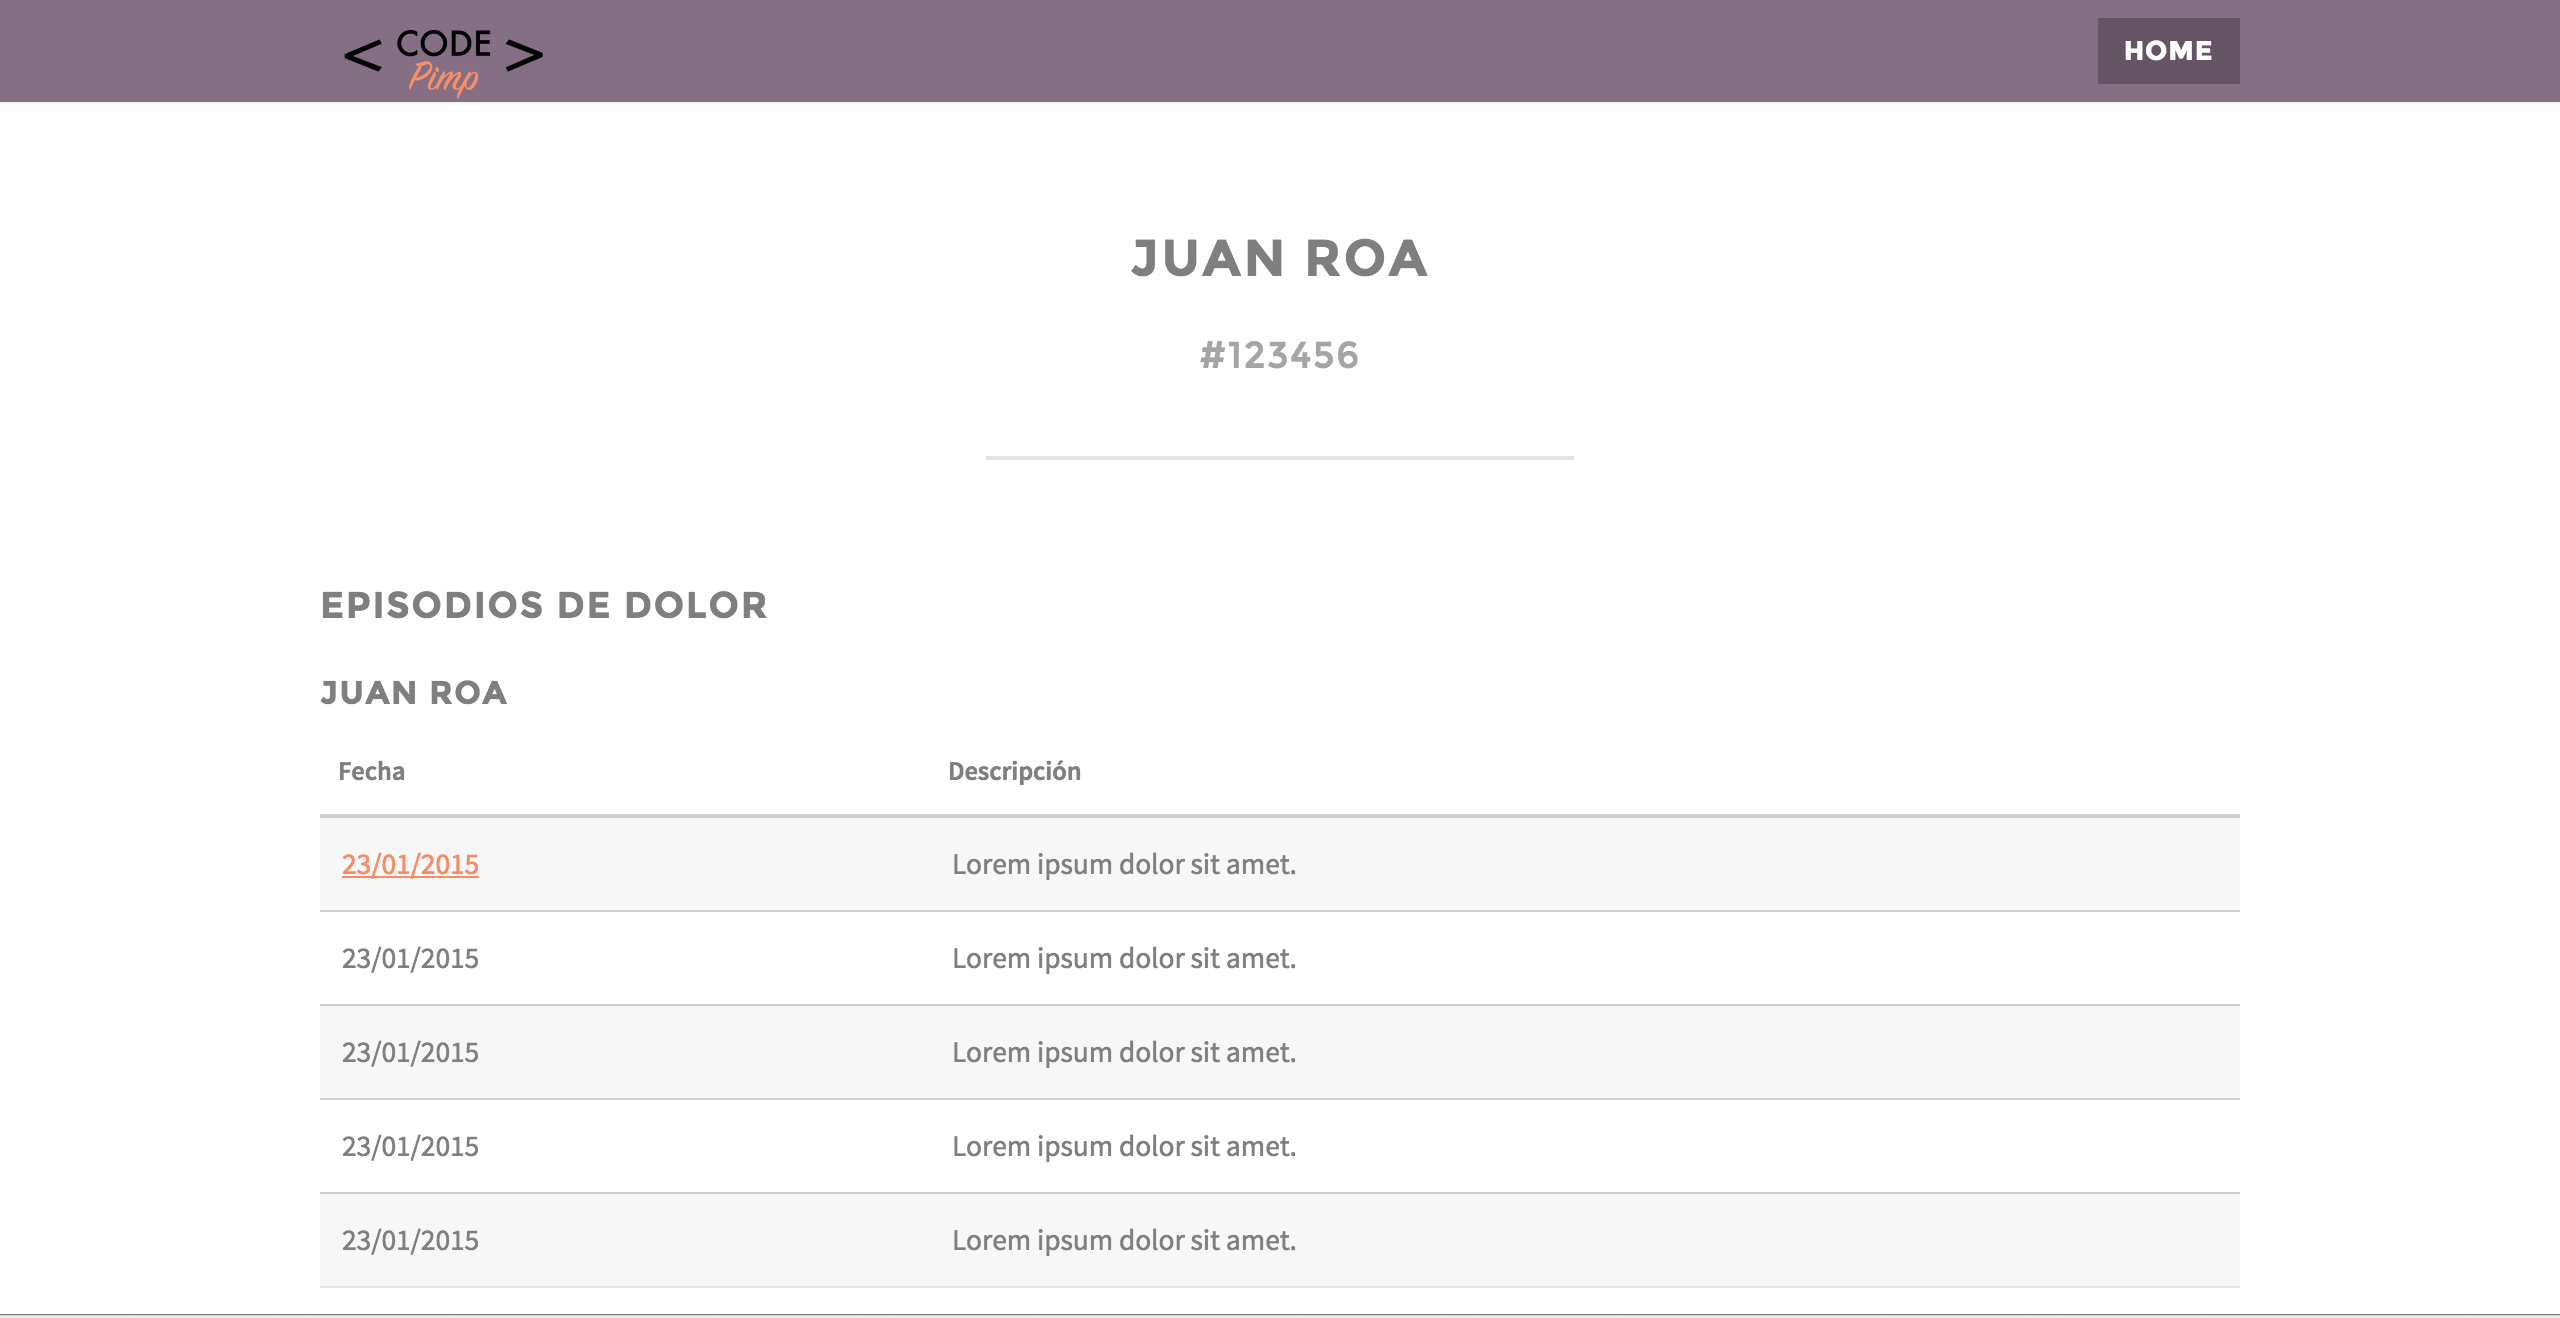 < CODE >
Pimp
HOME
JUAN ROA
#123456
EPISODIOS DE DOLOR
JUAN ROA
Fecha Descripción
23/01/2015 Lorem ipsum dolor sit amet.
23/01/2015 Lorem ipsum dolor sit amet.
23/01/2015 Lorem ipsum dolor sit amet.
23/01/2015 Lorem ipsum dolor sit amet.
23/01/2015 Lorem ipsum dolor sit amet.